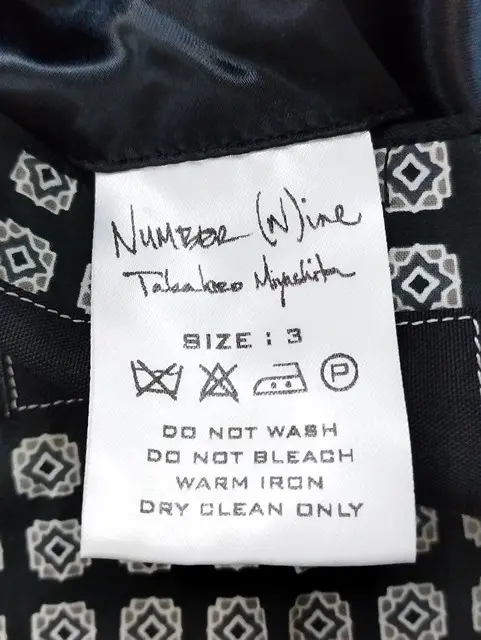 NUMBER (N)ine
Takahiro Miyashita
SIZE : 3
P
DO NOT WASH
DO NOT BLEACH
WARM IRON
DRY CLEAN ONLY